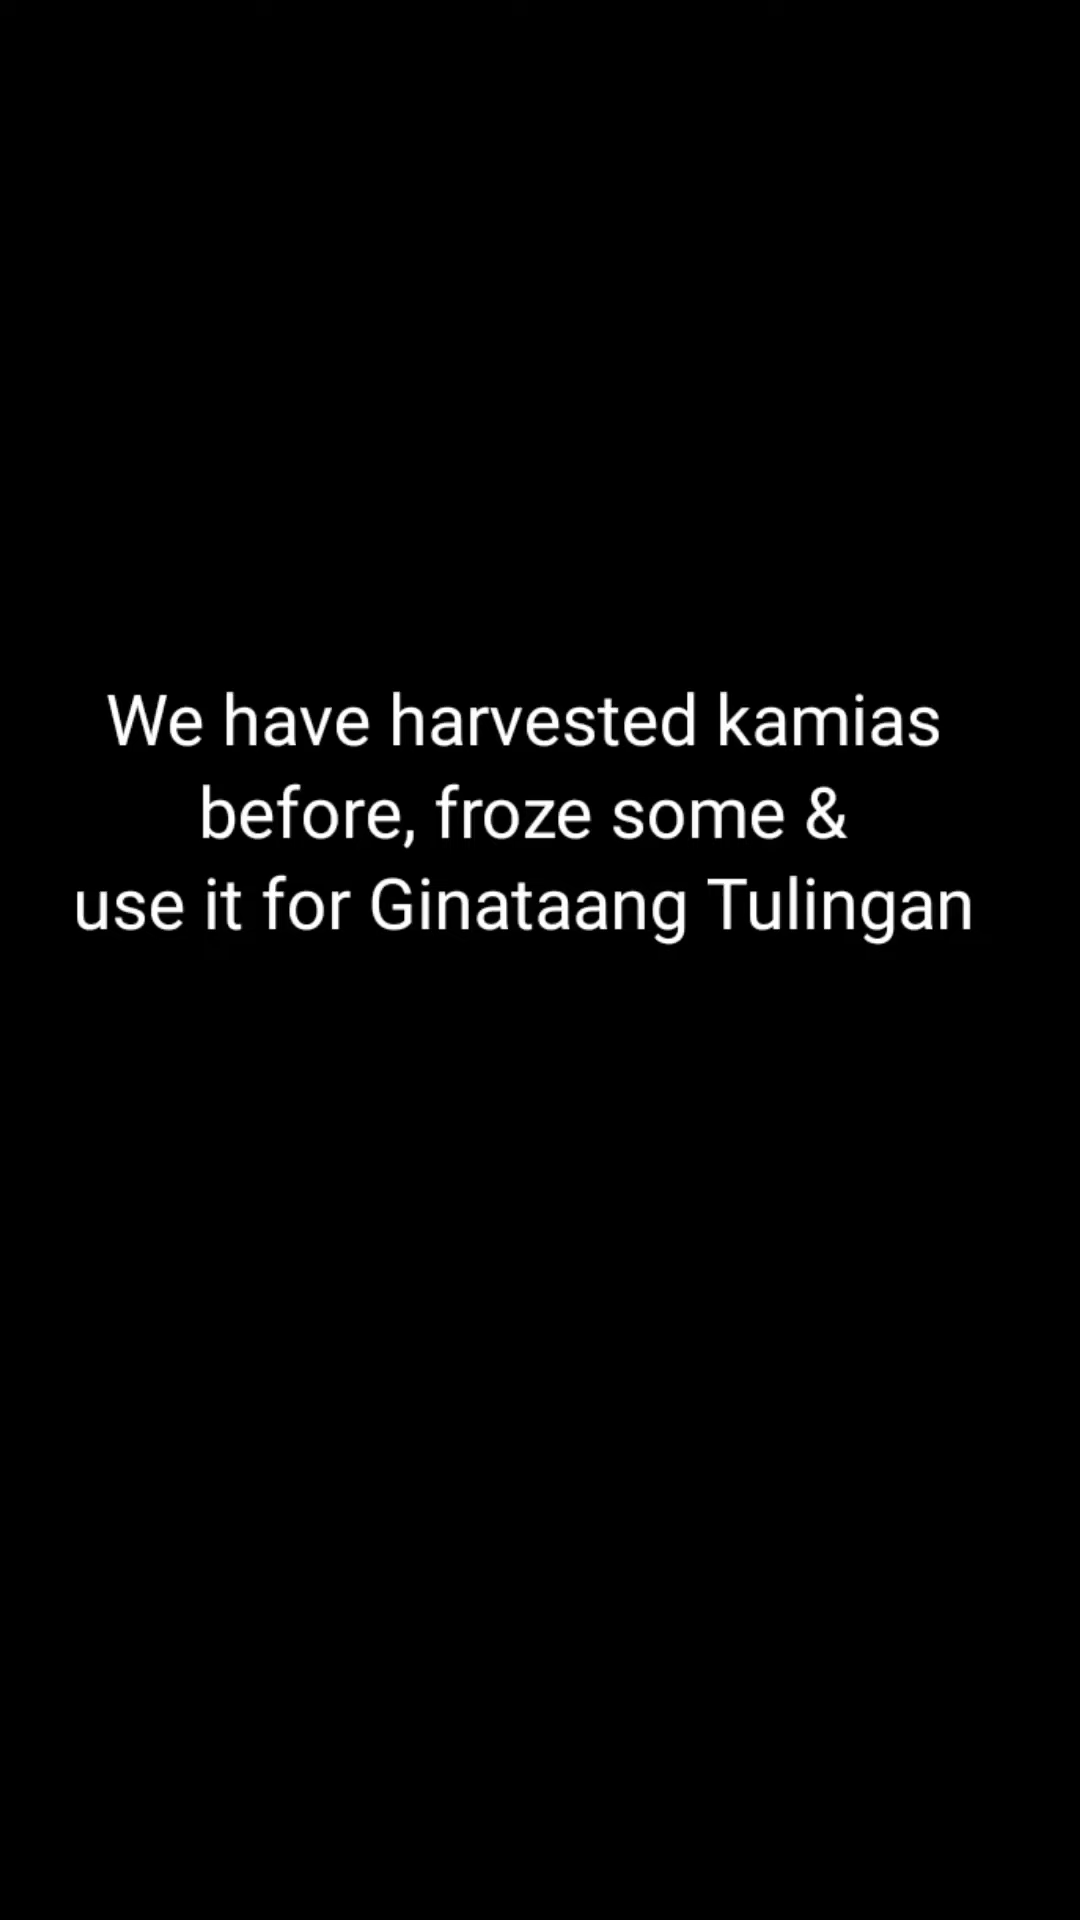 We have harvested kamias
before, froze some &
use it for Ginataang Tulingan